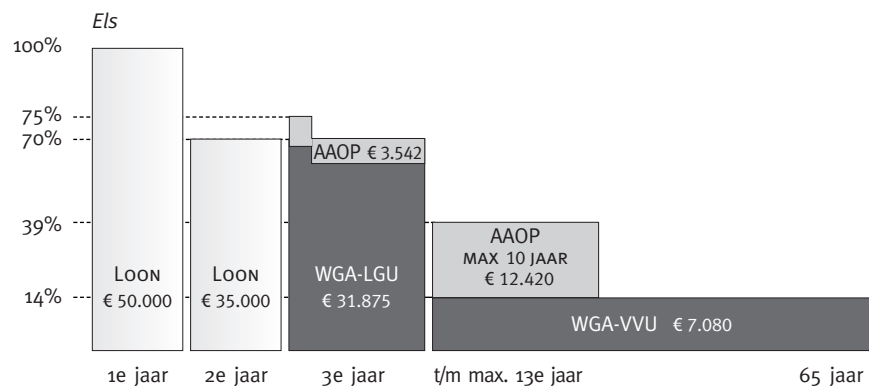 Els
100%
75%
70%
AAOP € 3.542
39%
AAOP
MAX 10 JAAR
€ 12.420
LOON
€ 50.000
LOON
€ 35.000
WGA-LGU
€ 31.875
14%
WGA-VVU € 7.080
1e jaar 2e jaar 3e jaar t/m max. 13e jaar 65 jaar